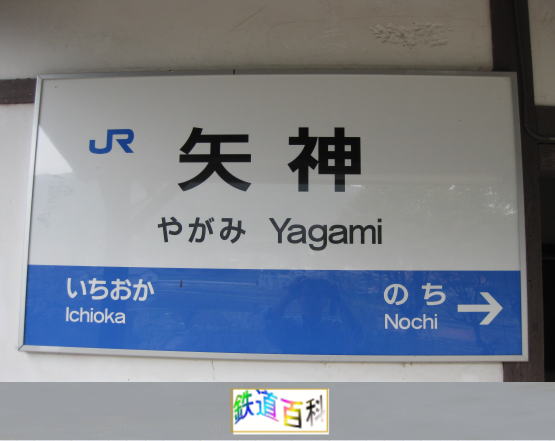 JR
矢神
やがみ Yagami
いちおか のち →
Ichioka Nochi
鉄道百科